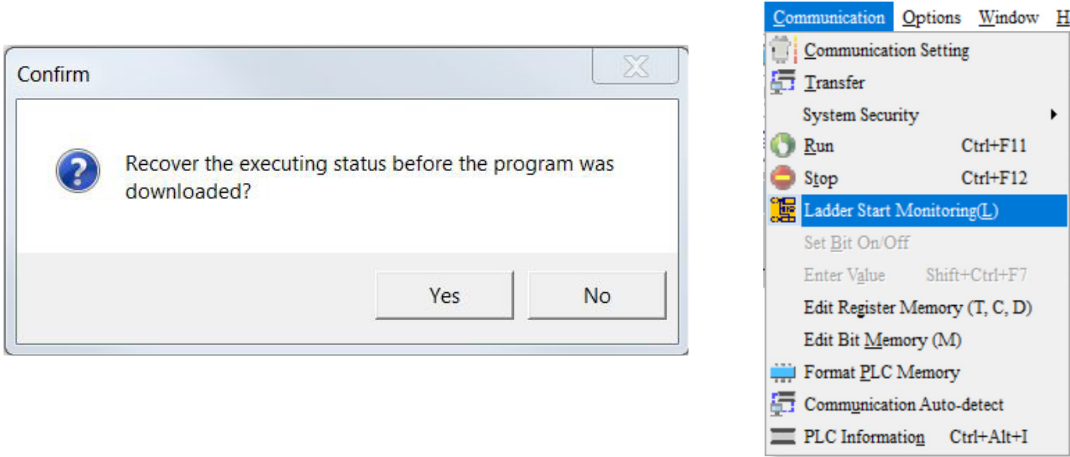 Confirm
Recover the executing status before the program was
downloaded?
Yes
No
Communication Options Window H
Communication Setting
Transfer
System Security
Run Ctrl+F11
Stop Ctrl+F12
Ladder Start Monitoring(L)
Set Bit On/Off
Enter Value Shift+Ctrl+F7
Edit Register Memory (T, C, D)
Edit Bit Memory (M)
Format PLC Memory
Communication Auto-detect
PLC Information Ctrl+Alt+I